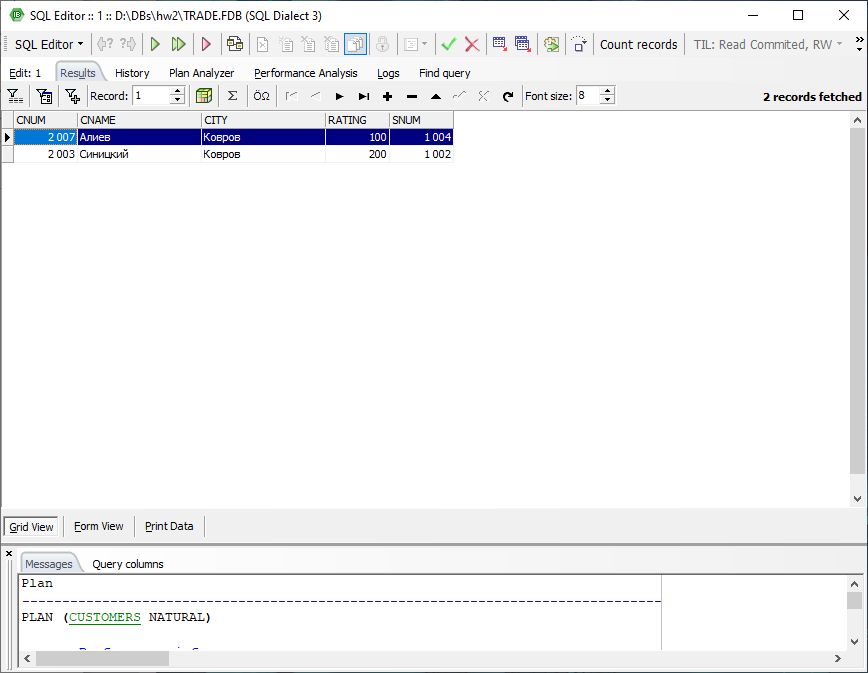 SQL Editor :: 1 :: D:\DBs\hw2\TRADE.FDB (SQL Dialect 3)
SQL Editor Count records TIL: Read Commited, RW
Edit: 1 Results History Plan Analyzer Performance Analysis Logs Find query
Record: 1 Σ ÖΩ Font size: 8 2 records fetched
CNUM CNAME CITY RATING SNUM
2 007 Алиев Ковров 100 1 004
2 003 Синицкий Ковров 200 1 002
Grid View Form View Print Data
Messages Query columns
Plan
--------------------------------------------------------------------------------
PLAN (CUSTOMERS NATURAL)